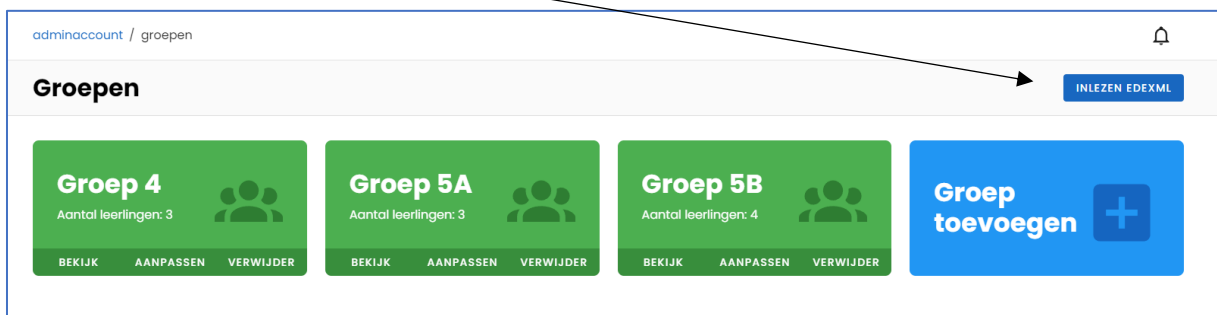 adminaccount / groepen
Groepen
INLEZEN EDEXML
Groep 4
Aantal leerlingen: 3
BEKIJK AANPASSEN VERWIJDER
Groep 5A
Aantal leerlingen: 3
BEKIJK AANPASSEN VERWIJDER
Groep 5B
Aantal leerlingen: 4
BEKIJK AANPASSEN VERWIJDER
Groep
toevoegen